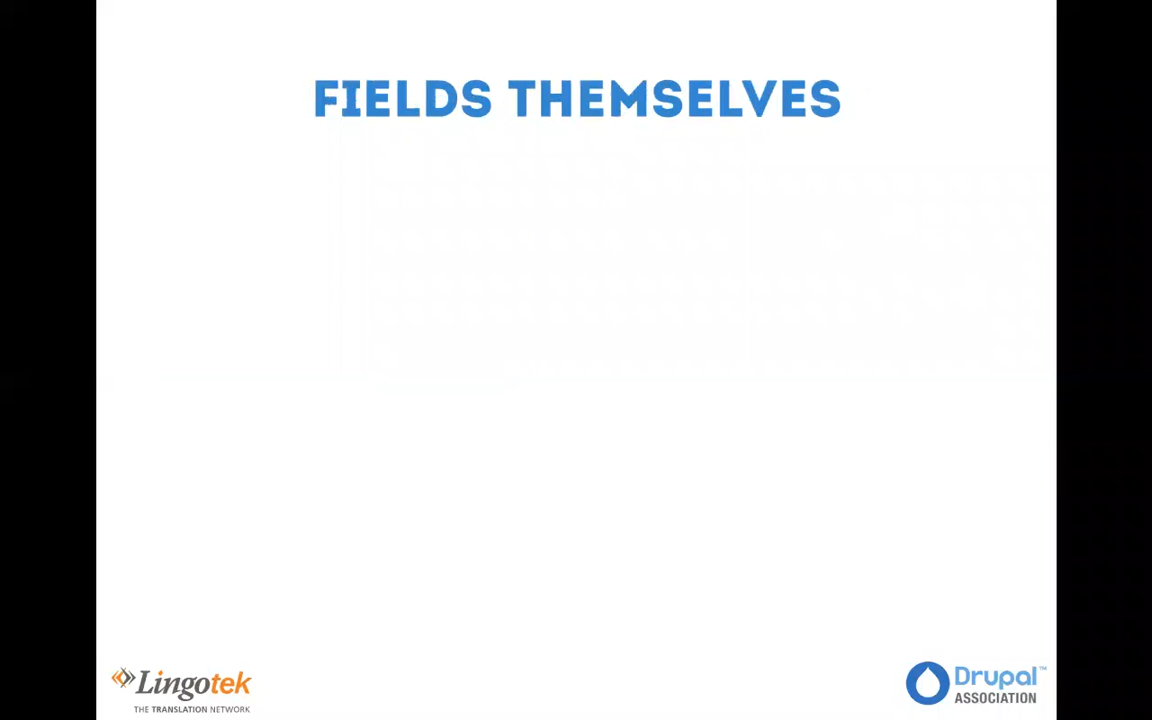 FIELDS THEMSELVES
Lingotek
THE TRANSLATION NETWORK
Drupal™
ASSOCIATION